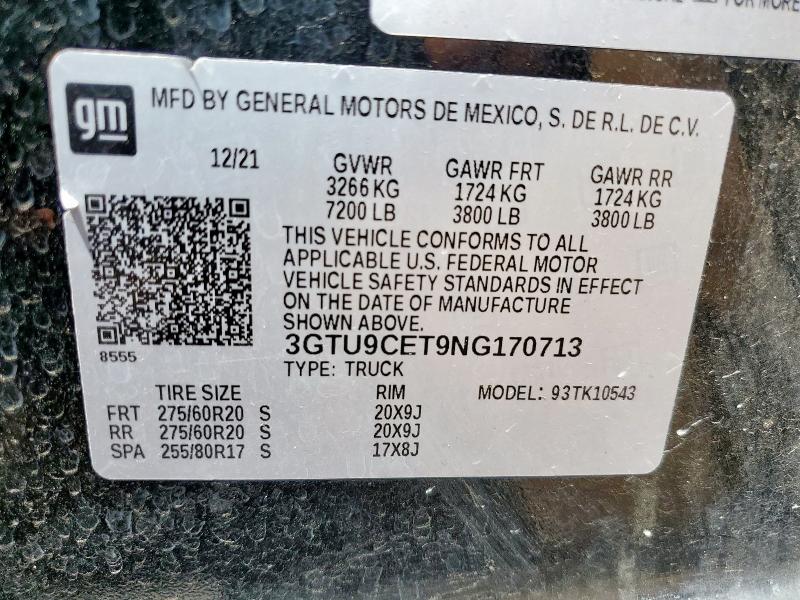 FOR MORE
gm
MFD BY GENERAL MOTORS DE MEXICO, S. DE R.L. DE C.V.
12/21 GVWR GAWR FRT GAWR RR
3266 KG 1724 KG 1724 KG
7200 LB 3800 LB 3800 LB
THIS VEHICLE CONFORMS TO ALL
APPLICABLE U.S. FEDERAL MOTOR
VEHICLE SAFETY STANDARDS IN EFFECT
ON THE DATE OF MANUFACTURE
SHOWN ABOVE.
8555
3GTU9CET9NG170713
TYPE: TRUCK
TIRE SIZE RIM MODEL: 93TK10543
FRT 275/60R20 S 20X9J
RR 275/60R20 S 20X9J
SPA 255/80R17 S 17X8J